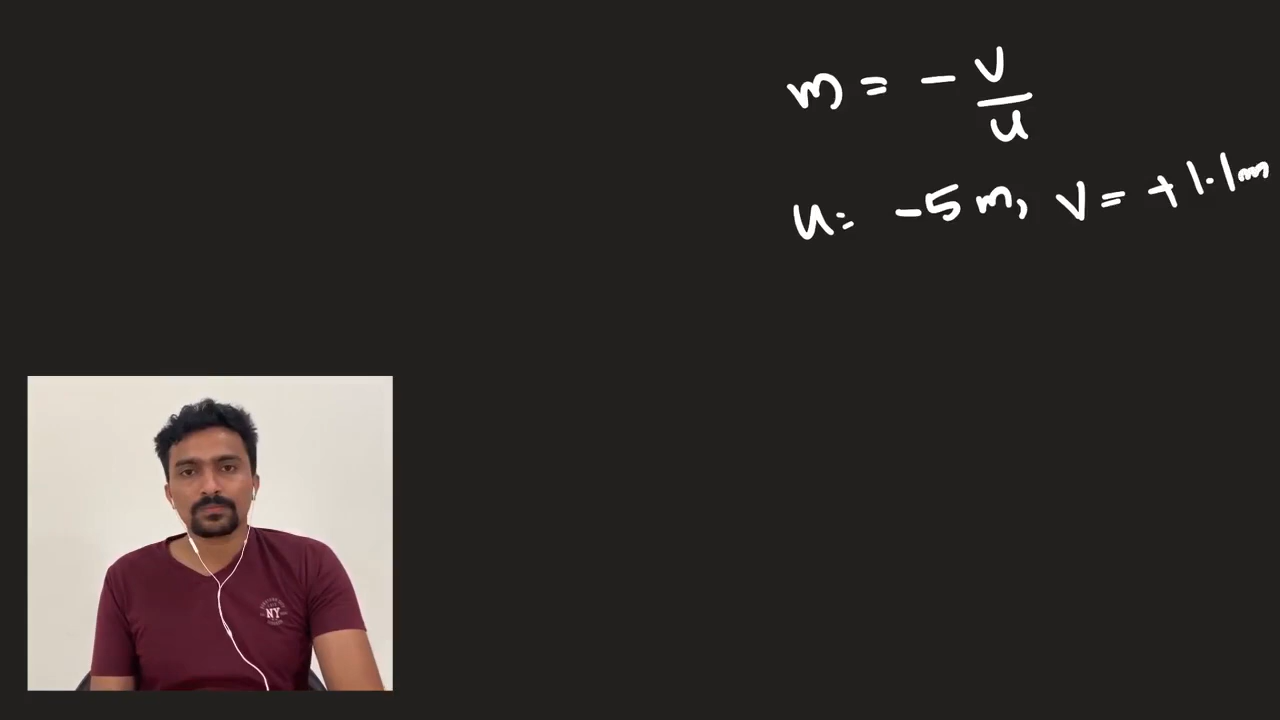 m = - v/u
u = -5 m, v = +1.1m
NY